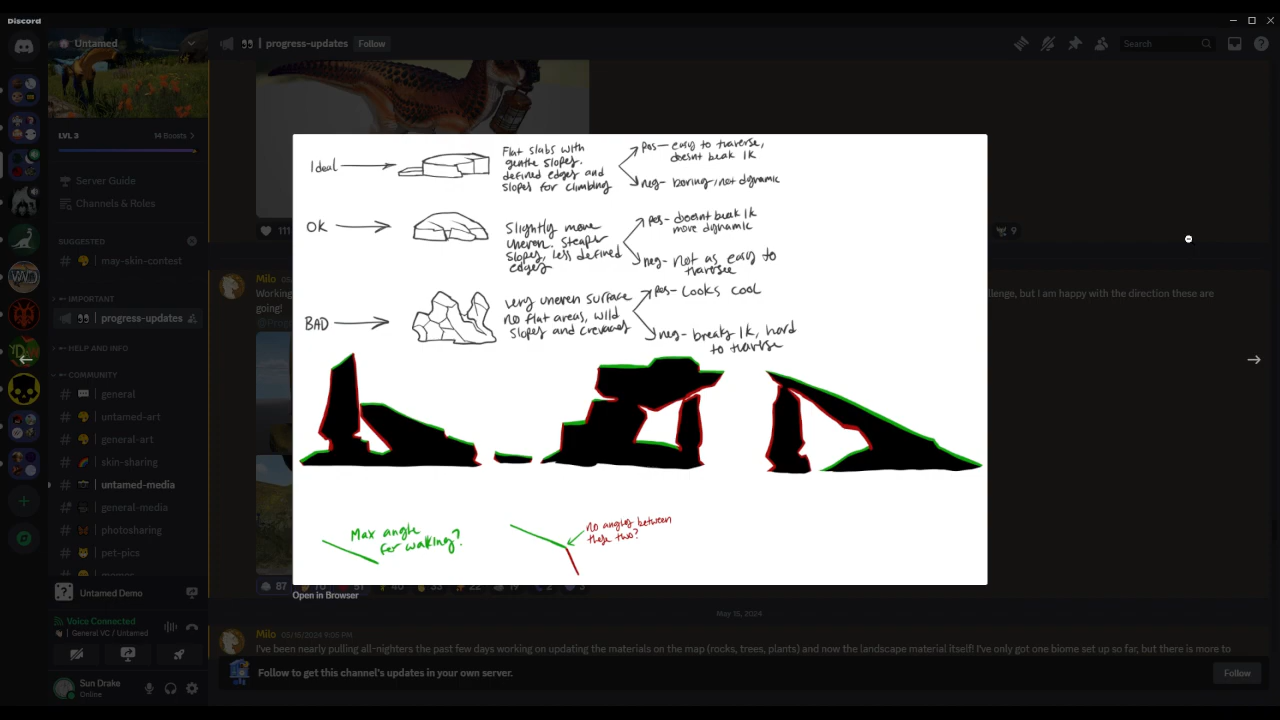 Discord
Untamed
progress-updates
Follow
Search
LVL 3
14 Boosts >
Server Guide
Channels & Roles
SUGGESTED
# may-skin-contest
IMPORTANT
progress-updates
HELP AND INFO
COMMUNITY
# general
# untamed-art
# general-art
# skin-sharing
# untamed-media
# general-media
# photosharing
# pet-pics
Untamed Demo
Voice Connected
General VC / Untamed
Sun Drake
Online
111
9
Milo
Working
going!
llenge, but I am happy with the direction these are
Ideal
Flat slabs with
gentle slopes.
defined edges and
slopes for climbing
pos- easy to traverse,
doesnt beak IK
neg- boring, not dynamic
OK
Slightly more
uneven. Steaper
slopes, less defined
edges
pos- doesnt beak IK
more dynamic
neg- not as easy to
traverse
BAD
very uneven surface
no flat areas, wild
slopes and crevaces
pos- Looks cool
neg- breaks IK, hard
to traverse
Max angle
for walking?
No angles between
these two?
87
Open in Browser
May 15, 2024
Milo 05/15/2024 9:05 PM
I've been nearly pulling all-nighters the past few days working on updating the materials on the map (rocks, trees, plants) and now the landscape material itself! I've only got one biome set up so far, but there is more to
Follow to get this channel's updates in your own server.
Follow